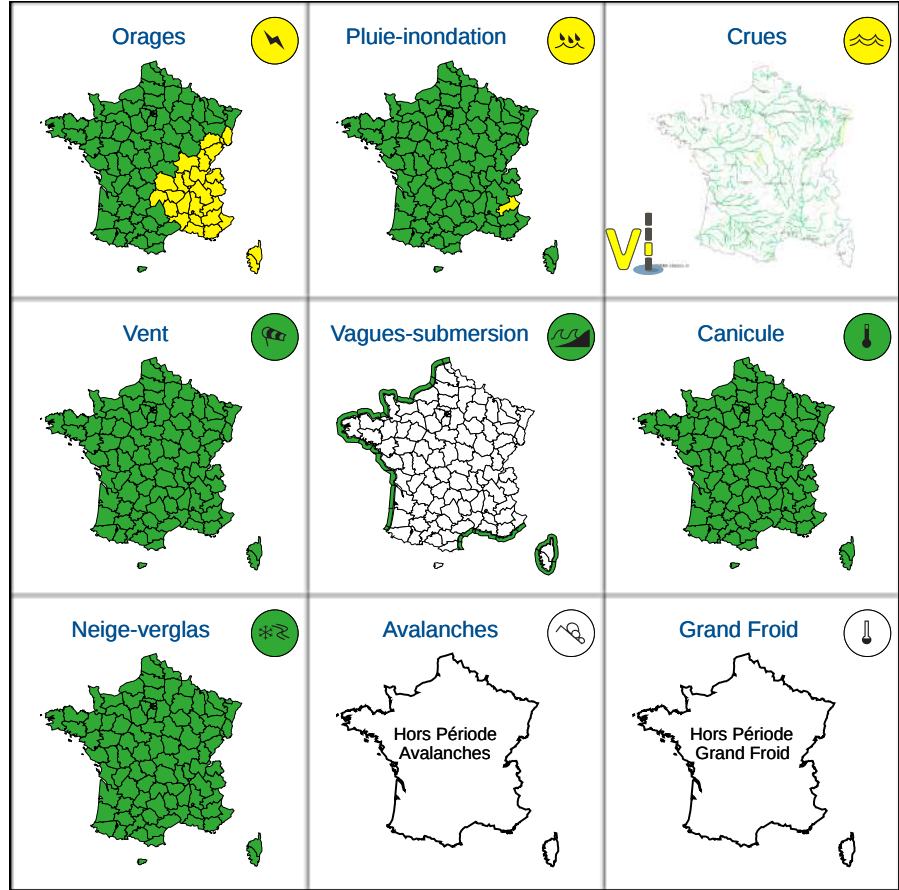 Orages
Pluie-inondation
Crues
Vi
Vent
Vagues-submersion
Canicule
Neige-verglas
Avalanches
Grand Froid
Hors Période
Avalanches
Hors Période
Grand Froid